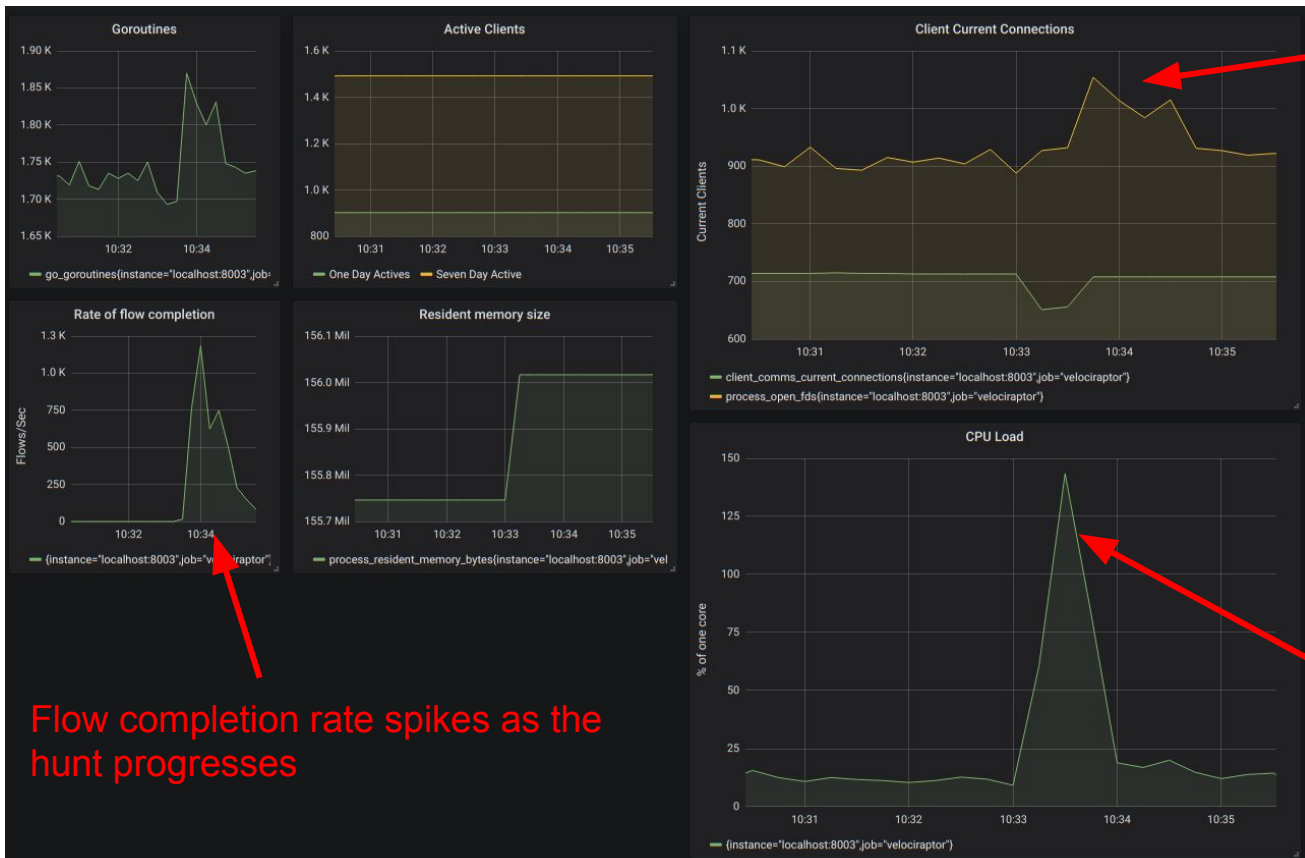 Goroutines
1.90 K
1.85 K
1.80 K
1.75 K
1.70 K
1.65 K
10:32 10:34
go_goroutines{instance="localhost:8003",job=
Active Clients
1.6 K
1.4 K
1.2 K
1.0 K
800
10:31 10:32 10:33 10:34 10:35
One Day Actives Seven Day Active
Client Current Connections
Current Clients
1.1 K
1.0 K
900
800
700
600
10:31 10:32 10:33 10:34 10:35
client_comms_current_connections{instance="localhost:8003",job="velociraptor"}
process_open_fds{instance="localhost:8003",job="velociraptor"}
Rate of flow completion
Flows/Sec
1.3 K
1.0 K
750
500
250
0
10:32 10:34
{instance="localhost:8003",job="velociraptor"}
Resident memory size
156.1 Mil
156.0 Mil
155.9 Mil
155.8 Mil
155.7 Mil
10:31 10:32 10:33 10:34 10:35
process_resident_memory_bytes{instance="localhost:8003",job="vel
CPU Load
% of one core
150
125
100
75
50
25
0
10:31 10:32 10:33 10:34 10:35
{instance="localhost:8003",job="velociraptor"}
Flow completion rate spikes as the
hunt progresses